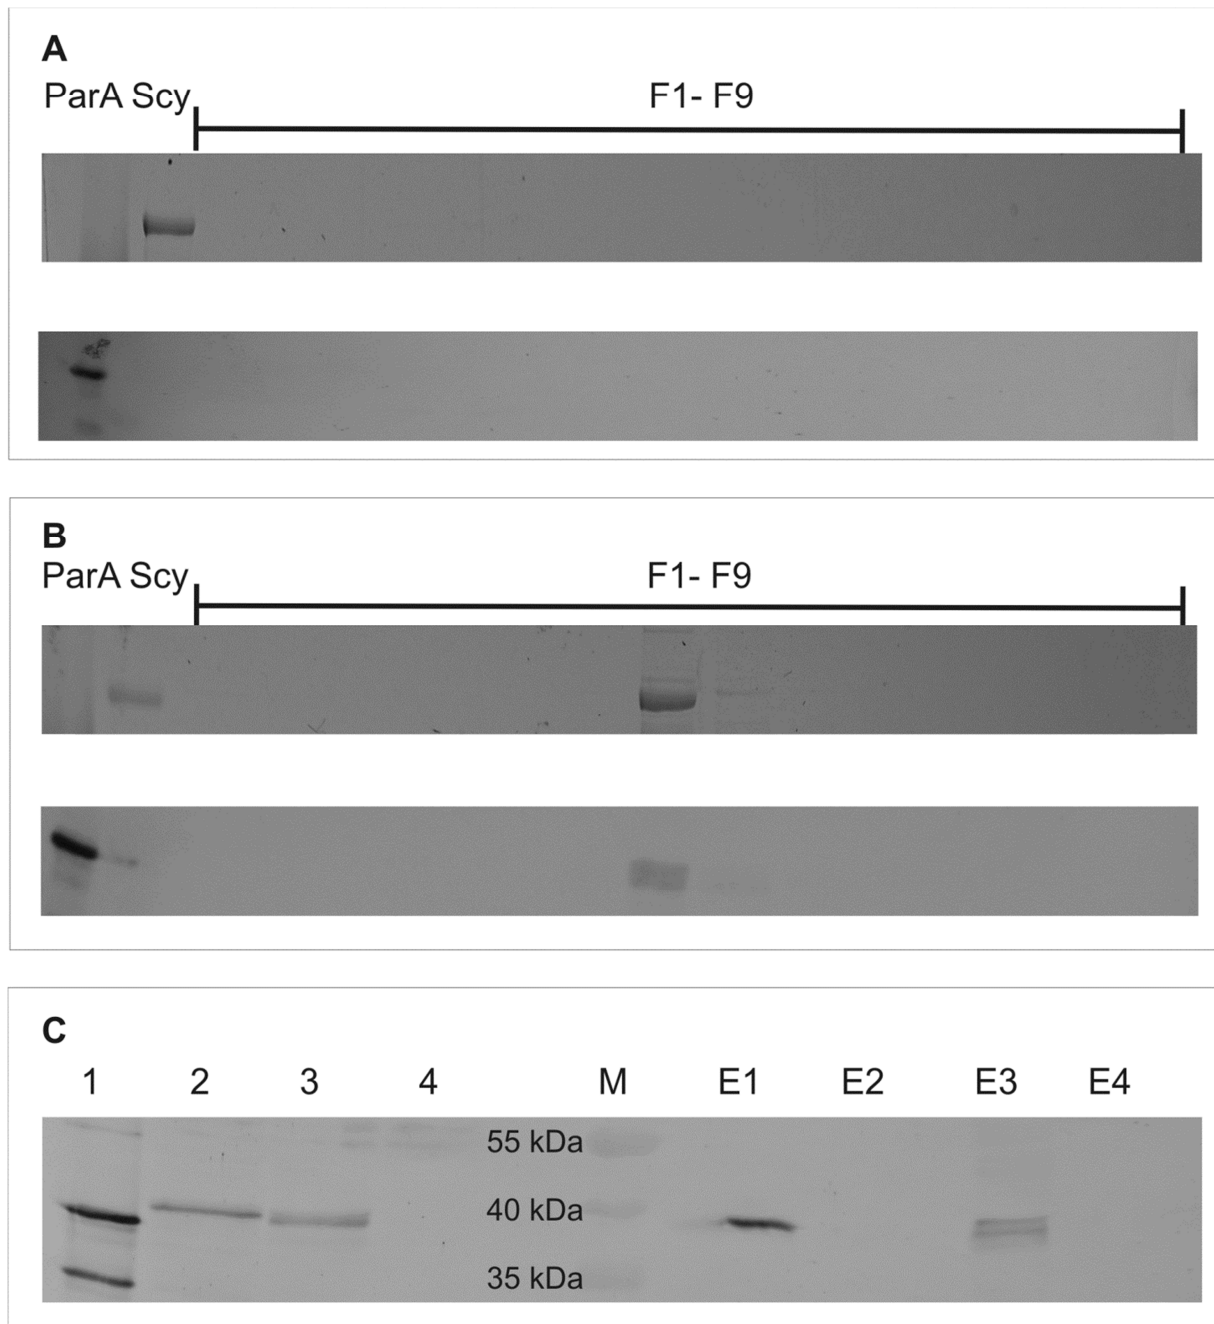 A
ParA Scy F1- F9
B
ParA Scy F1- F9
C
1 2 3 4 M E1 E2 E3 E4
55 kDa
40 kDa
35 kDa